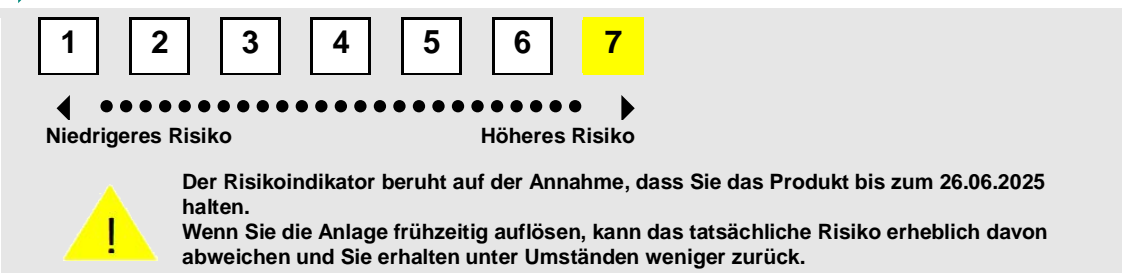 1 2 3 4 5 6 7
Niedrigeres Risiko Höheres Risiko
Der Risikoindikator beruht auf der Annahme, dass Sie das Produkt bis zum 26.06.2025
halten.
Wenn Sie die Anlage frühzeitig auflösen, kann das tatsächliche Risiko erheblich davon
abweichen und Sie erhalten unter Umständen weniger zurück.
!